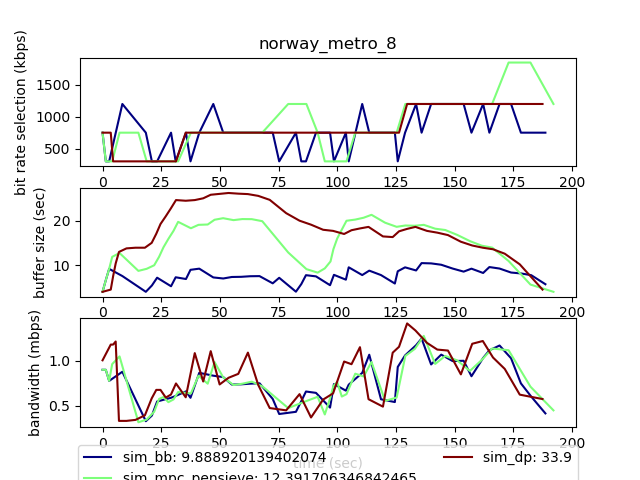 norway_metro_8
bit rate selection (kbps)
1500
1000
500
0 25 50 75 100 125 150 175 200
buffer size (sec)
20
10
0 25 50 75 100 125 150 175 200
bandwidth (mbps)
1.0
0.5
0 25 50 75 100 125 150 175 200
time (sec)
sim_bb: 9.888920139402074
sim_dp: 33.9
sim_mpc_pensieve: 12.391706346842465